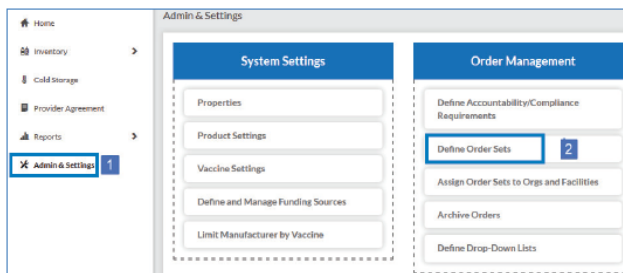 Admin & Settings
Home
Inventory
Cold Storage
Provider Agreement
Reports
Admin & Settings 1
System Settings
Properties
Product Settings
Vaccine Settings
Define and Manage Funding Sources
Limit Manufacturer by Vaccine
Order Management
Define Accountability/Compliance
Requirements
Define Order Sets 2
Assign Order Sets to Orgs and Facilities
Archive Orders
Define Drop-Down Lists